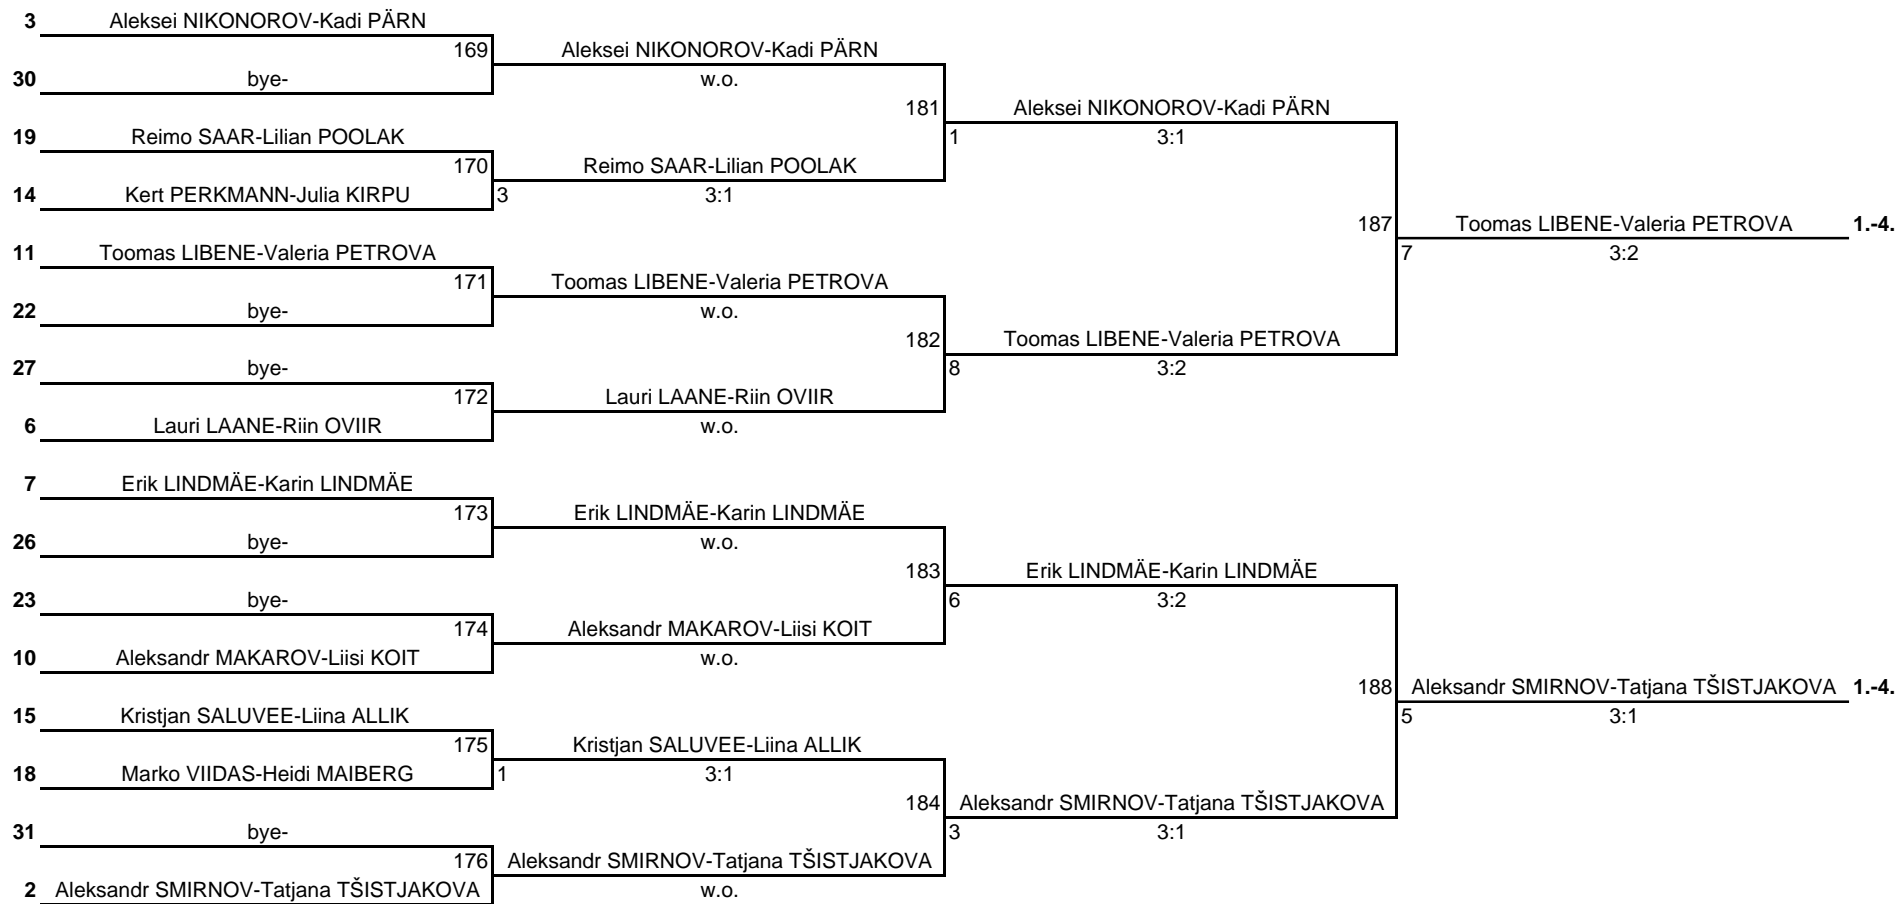 3 Aleksei NIKONOROV-Kadi PÄRN
169 Aleksei NIKONOROV-Kadi PÄRN
30 bye- w.o.
181 Aleksei NIKONOROV-Kadi PÄRN
19 Reimo SAAR-Lilian POOLAK 1 3:1
170 Reimo SAAR-Lilian POOLAK
14 Kert PERKMANN-Julia KIRPU 3 3:1
187 Toomas LIBENE-Valeria PETROVA 1.-4.
11 Toomas LIBENE-Valeria PETROVA 7 3:2
171 Toomas LIBENE-Valeria PETROVA
22 bye- w.o.
182 Toomas LIBENE-Valeria PETROVA
27 bye- 8 3:2
172 Lauri LAANE-Riin OVIIR
6 Lauri LAANE-Riin OVIIR w.o.
7 Erik LINDMÄE-Karin LINDMÄE
173 Erik LINDMÄE-Karin LINDMÄE
26 bye- w.o.
183 Erik LINDMÄE-Karin LINDMÄE
23 bye- 6 3:2
174 Aleksandr MAKAROV-Liisi KOIT
10 Aleksandr MAKAROV-Liisi KOIT w.o.
188 Aleksandr SMIRNOV-Tatjana TŠISTJAKOVA 1.-4.
15 Kristjan SALUVEE-Liina ALLIK 5 3:1
175 Kristjan SALUVEE-Liina ALLIK
18 Marko VIIDAS-Heidi MAIBERG 1 3:1
184 Aleksandr SMIRNOV-Tatjana TŠISTJAKOVA
31 bye- 3 3:1
176 Aleksandr SMIRNOV-Tatjana TŠISTJAKOVA
2 Aleksandr SMIRNOV-Tatjana TŠISTJAKOVA w.o.